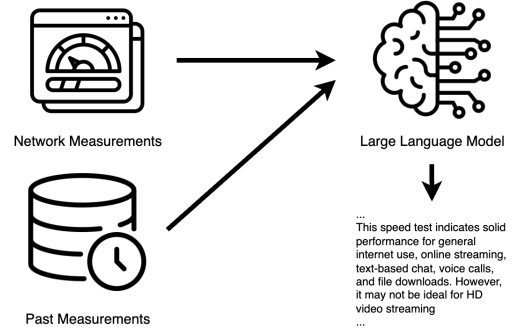 Network Measurements
Large Language Model
Past Measurements
...
This speed test indicates solid
performance for general
internet use, online streaming,
text-based chat, voice calls,
and file downloads. However,
it may not be ideal for HD
video streaming
...